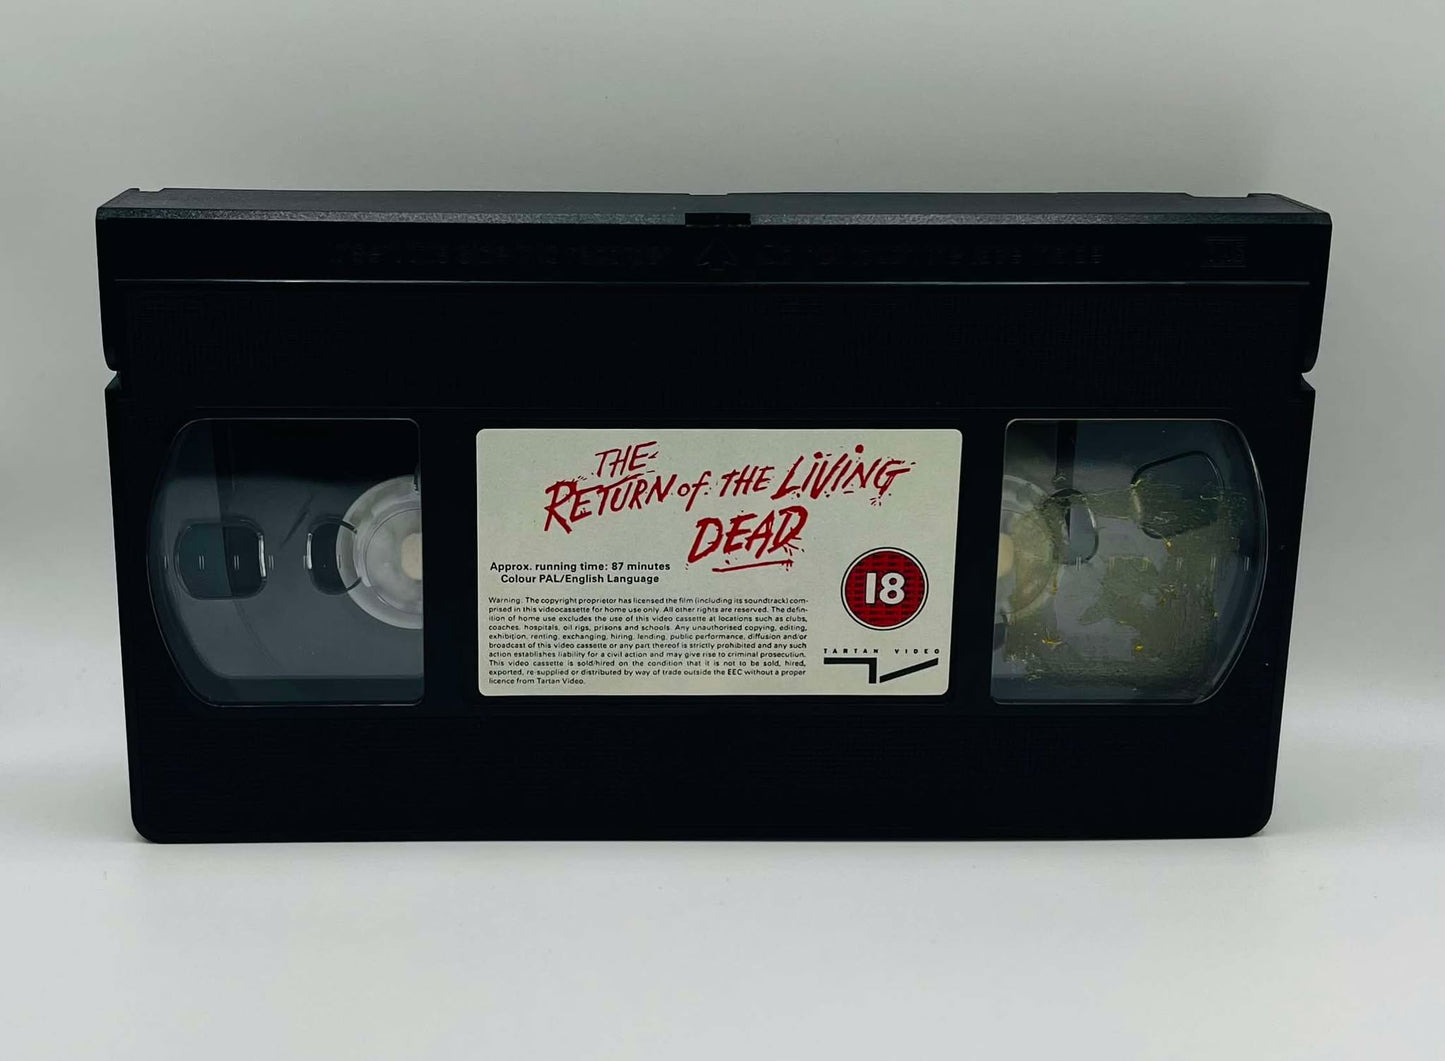 THE
RETURN of THE LIVING
DEAD
Approx. running time: 87 minutes
Colour PAL/English Language
18
Warning. The copyright proprietor has licensed the film (including its soundtrack) com-
prised in this videocassette for home use only. All other rights are reserved. The defin-
ition of home use excludes the use of this video cassette at locations such as clubs,
coaches, hospitals, oil rigs, prisons and schools. Any unauthorised copying, editing,
exhibition, renting, exchanging, hiring, lending, public performance, diffusion and/or
broadcast of this video cassette or any part thereof is strictly prohibited and any such
action establishes liability for a civil action and may give rise to criminal prosecution.
This video cassette is sold/hired on the condition that it is not to be sold, hired,
exported, re-supplied or distributed by way of trade outside the EEC without a proper
licence from Tartan Video.
TARTAN VIDEO